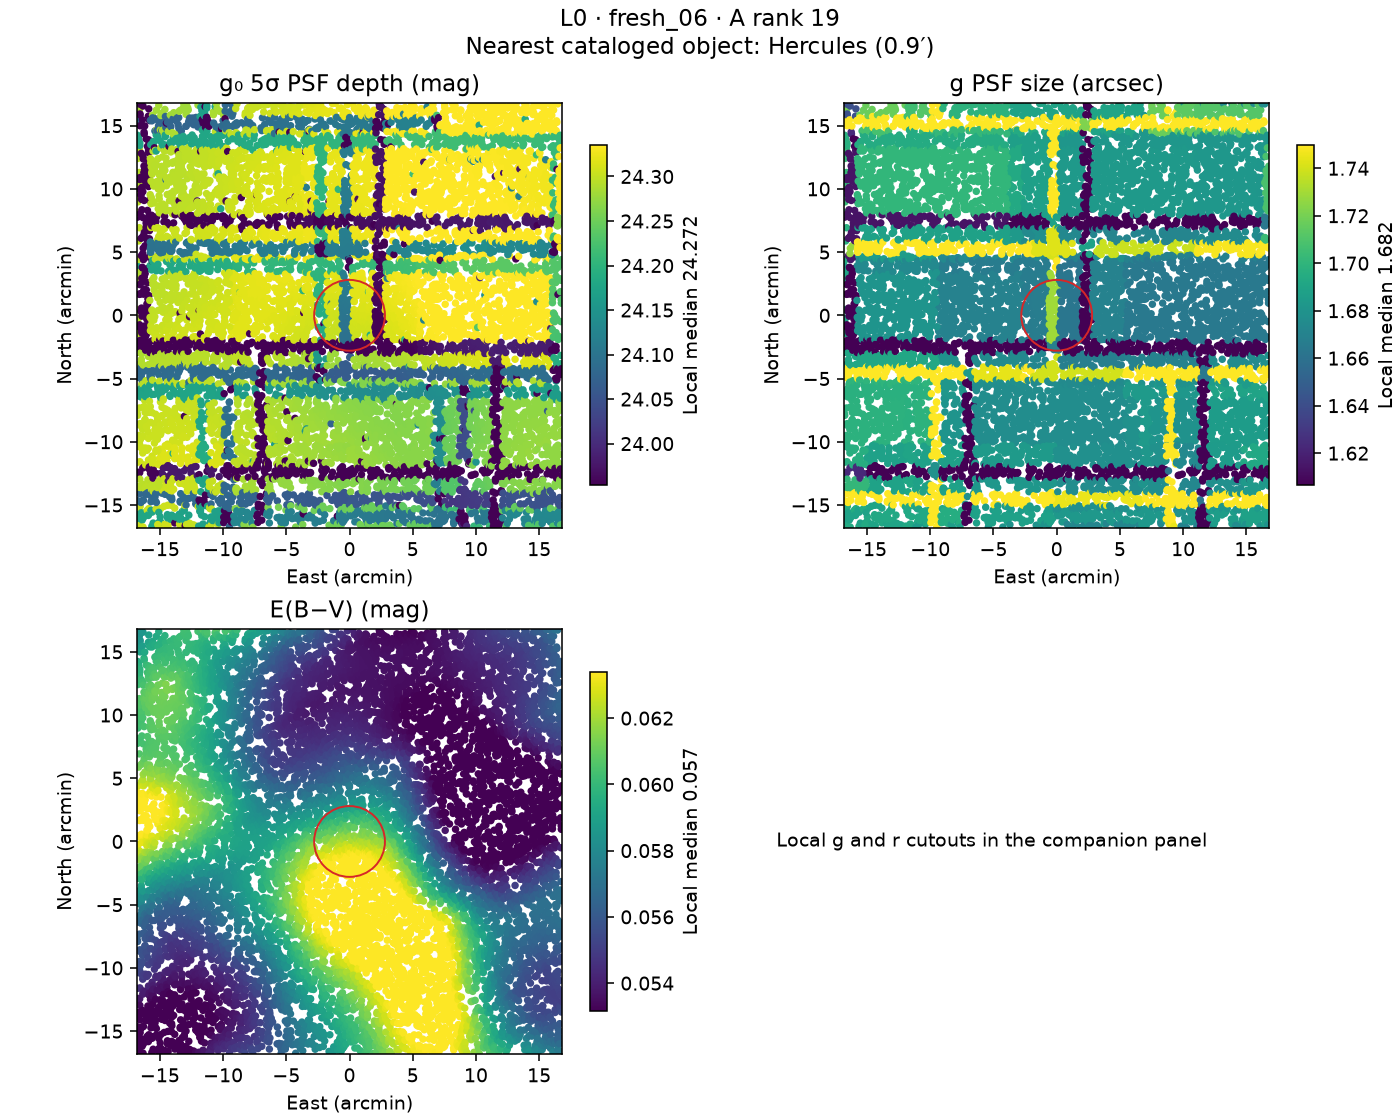 L0 · fresh_06 · A rank 19
Nearest cataloged object: Hercules (0.9′)
g₀ 5σ PSF depth (mag)
15
10
5
0
−5
−10
−15
North (arcmin)
−15 −10 −5 0 5 10 15
East (arcmin)
24.30
24.25
24.20
24.15
24.10
24.05
24.00
Local median 24.272
g PSF size (arcsec)
15
10
5
0
−5
−10
−15
North (arcmin)
−15 −10 −5 0 5 10 15
East (arcmin)
1.74
1.72
1.70
1.68
1.66
1.64
1.62
Local median 1.682
E(B−V) (mag)
15
10
5
0
−5
−10
−15
North (arcmin)
−15 −10 −5 0 5 10 15
East (arcmin)
0.062
0.060
0.058
0.056
0.054
Local median 0.057
Local g and r cutouts in the companion panel